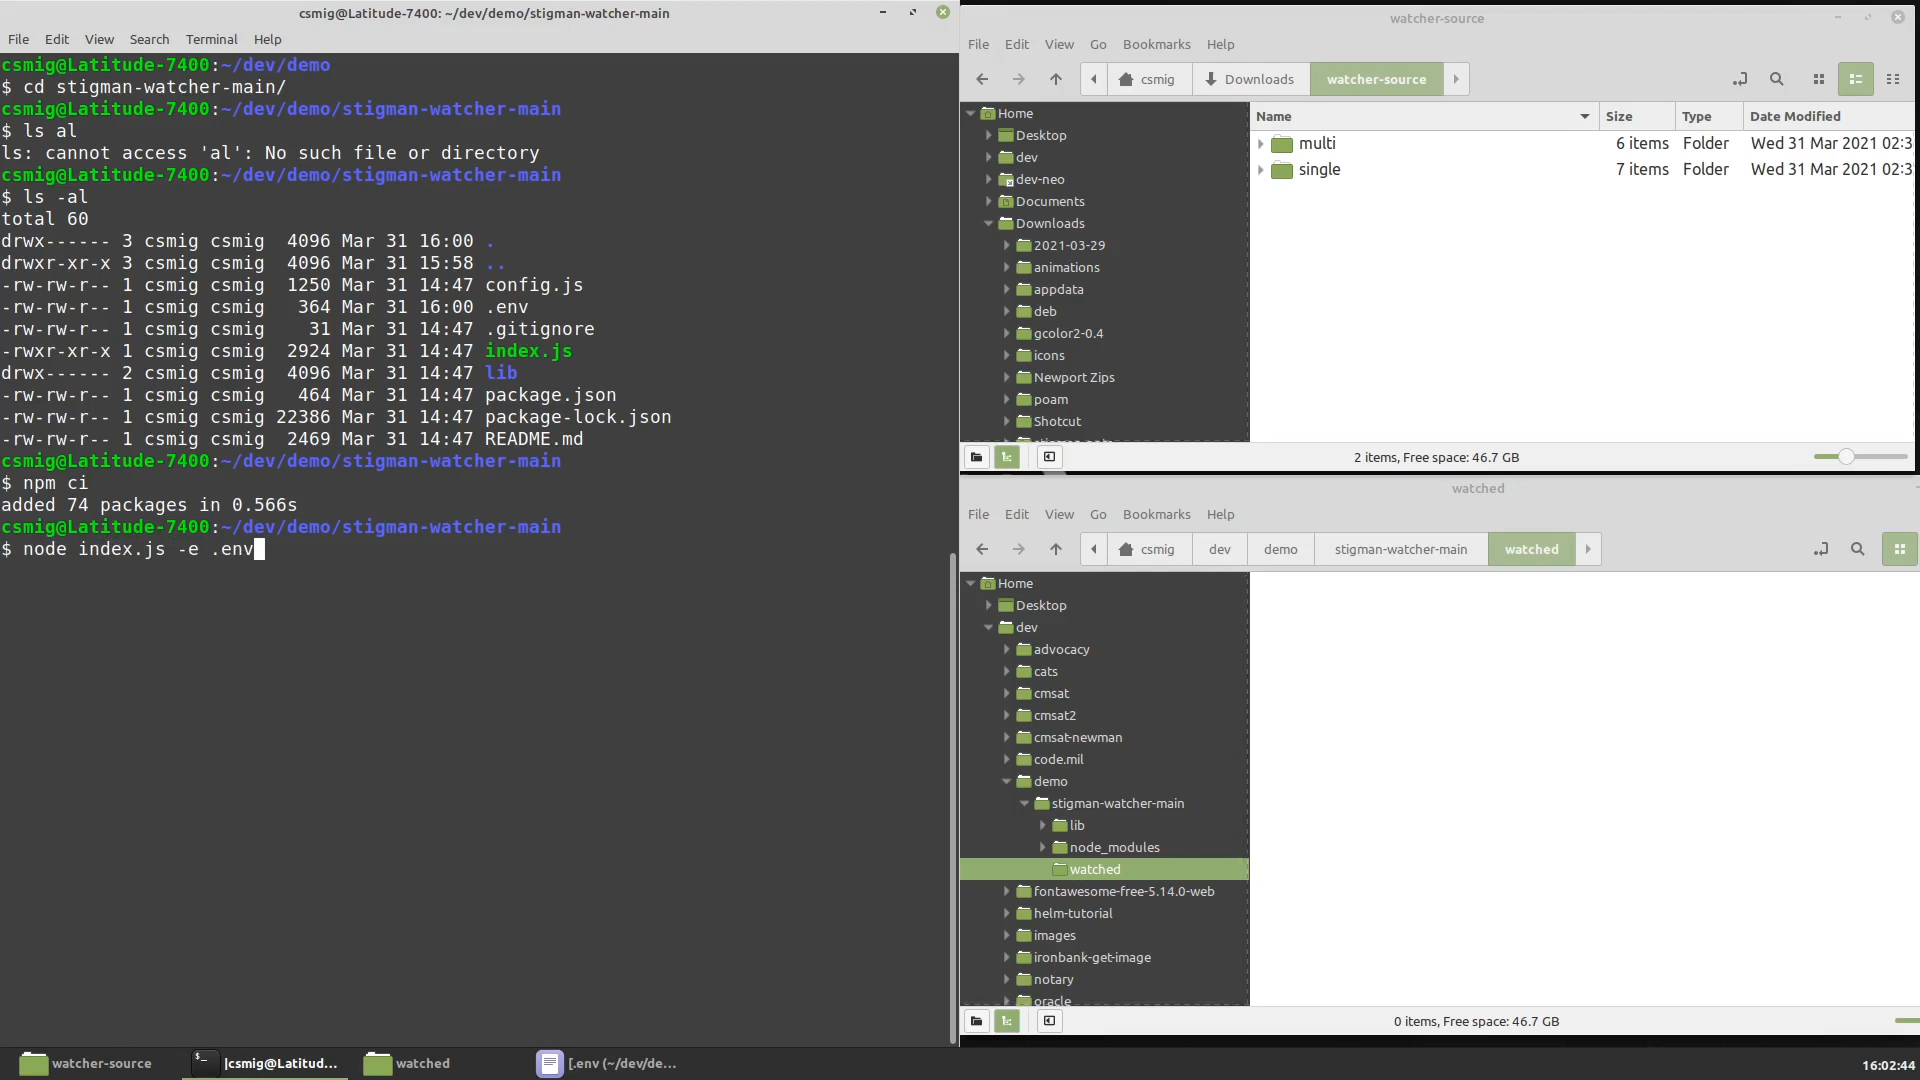 csmig@Latitude-7400: ~/dev/demo/stigman-watcher-main
File Edit View Search Terminal Help
csmig@Latitude-7400:~/dev/demo
$ cd stigman-watcher-main/
csmig@Latitude-7400:~/dev/demo/stigman-watcher-main
$ ls al
ls: cannot access 'al': No such file or directory
csmig@Latitude-7400:~/dev/demo/stigman-watcher-main
$ ls -al
total 60
drwx------ 3 csmig csmig 4096 Mar 31 16:00 .
drwxr-xr-x 3 csmig csmig 4096 Mar 31 15:58 ..
-rw-rw-r-- 1 csmig csmig 1250 Mar 31 14:47 config.js
-rw-rw-r-- 1 csmig csmig 364 Mar 31 16:00 .env
-rw-rw-r-- 1 csmig csmig 31 Mar 31 14:47 .gitignore
-rwxr-xr-x 1 csmig csmig 2924 Mar 31 14:47 index.js
drwx------ 2 csmig csmig 4096 Mar 31 14:47 lib
-rw-rw-r-- 1 csmig csmig 464 Mar 31 14:47 package.json
-rw-rw-r-- 1 csmig csmig 22386 Mar 31 14:47 package-lock.json
-rw-rw-r-- 1 csmig csmig 2469 Mar 31 14:47 README.md
csmig@Latitude-7400:~/dev/demo/stigman-watcher-main
$ npm ci
added 74 packages in 0.566s
csmig@Latitude-7400:~/dev/demo/stigman-watcher-main
$ node index.js -e .env
watcher-source
File Edit View Go Bookmarks Help
csmig Downloads watcher-source
Home
Desktop
dev
dev-neo
Documents
Downloads
2021-03-29
animations
appdata
deb
gcolor2-0.4
icons
Newport Zips
poam
Shotcut
Name Size Type Date Modified
multi 6 items Folder Wed 31 Mar 2021 02:3
single 7 items Folder Wed 31 Mar 2021 02:3
2 items, Free space: 46.7 GB
watched
File Edit View Go Bookmarks Help
csmig dev demo stigman-watcher-main watched
Home
Desktop
dev
advocacy
cats
cmsat
cmsat2
cmsat-newman
code.mil
demo
stigman-watcher-main
lib
node_modules
watched
fontawesome-free-5.14.0-web
helm-tutorial
images
ironbank-get-image
notary
oracle
0 items, Free space: 46.7 GB
watcher-source |csmig@Latitud... watched [.env (~/dev/de... 16:02:44